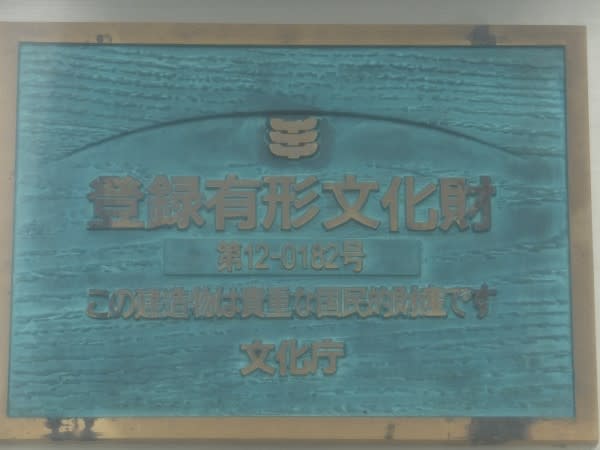 登録有形文化財
第12-0182号
この建造物は貴重な国民的財産です
文化庁